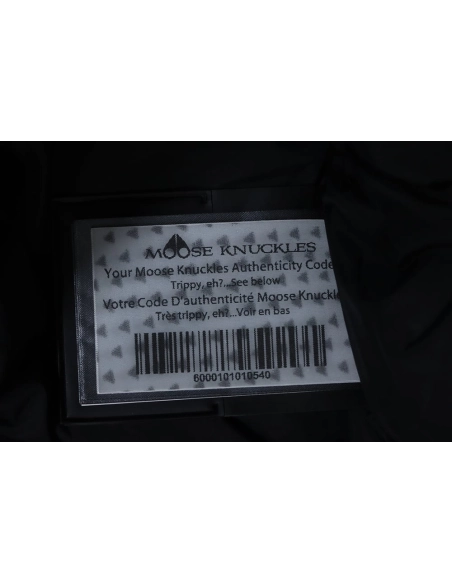 MOOSE KNUCKLES
Your Moose Knuckles Authenticity Code
Trippy, eh?...See below
Votre Code D'authenticité Moose Knuckl
Très trippy, eh?...Voir en bas
6000101010540